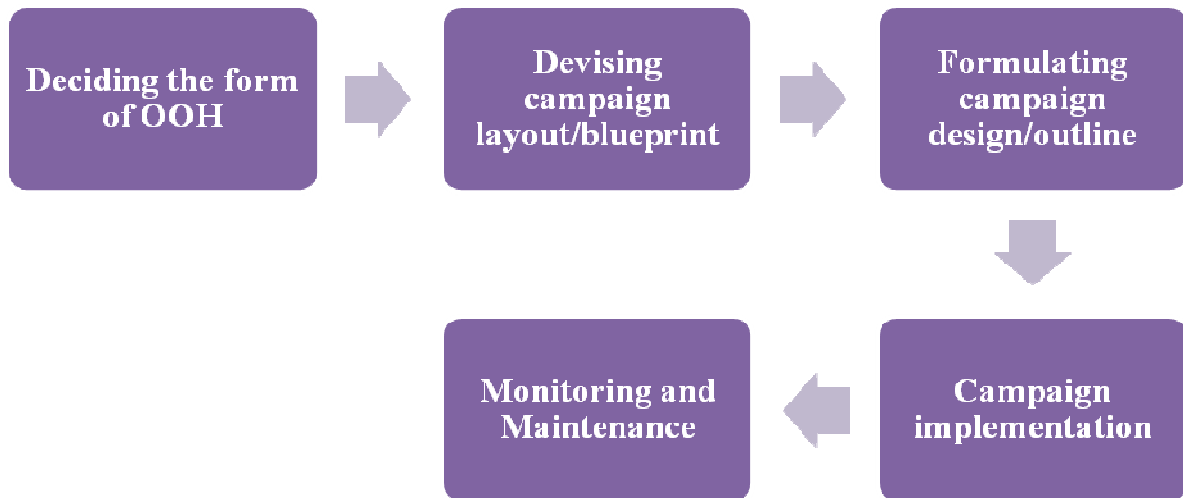 Deciding the form
of OOH
Devising
campaign
layout/blueprint
Formulating
campaign
design/outline
Campaign
implementation
Monitoring and
Maintenance